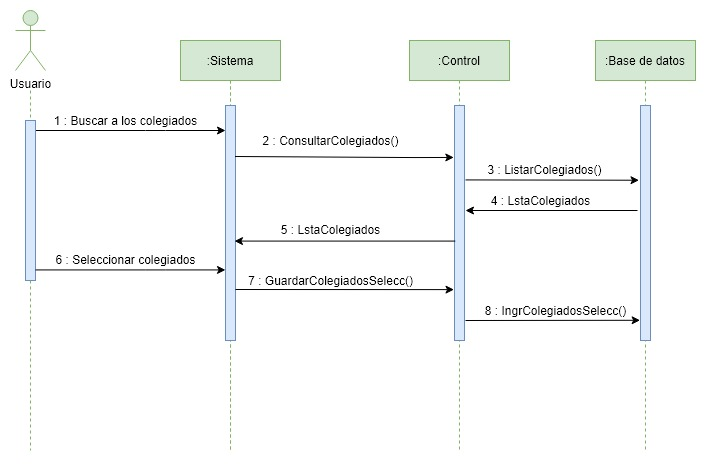 Usuario
:Sistema
:Control
:Base de datos
1 : Buscar a los colegiados
2 : ConsultarColegiados()
3 : ListarColegiados()
4 : LstaColegiados
5 : LstaColegiados
6 : Seleccionar colegiados
7 : GuardarColegiadosSelecc()
8 : IngrColegiadosSelecc()